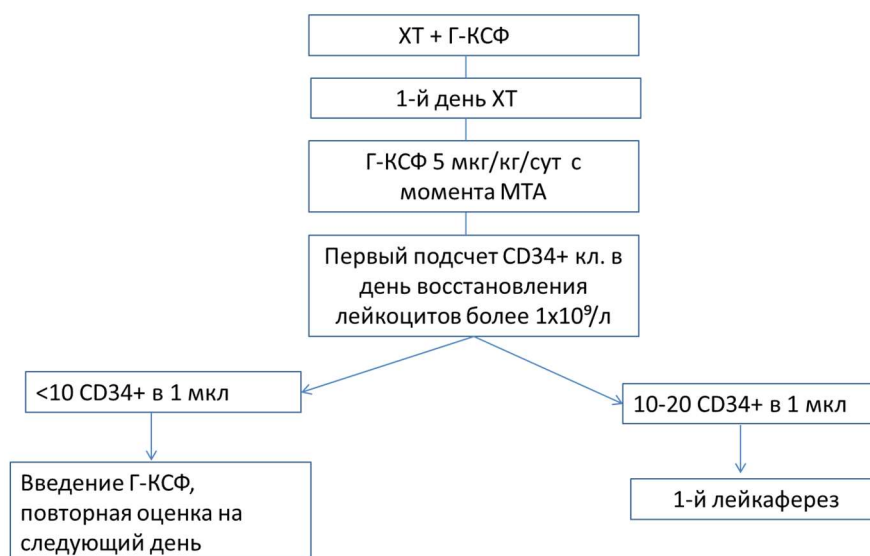 ХТ + Г-КСФ
1-й день ХТ
Г-КСФ 5 мкг/кг/сут с
момента МТА
Первый подсчет CD34+ кл. в
день восстановления
лейкоцитов более 1х10⁹/л
<10 CD34+ в 1 мкл
10-20 CD34+ в 1 мкл
Введение Г-КСФ,
повторная оценка на
следующий день
1-й лейкаферез